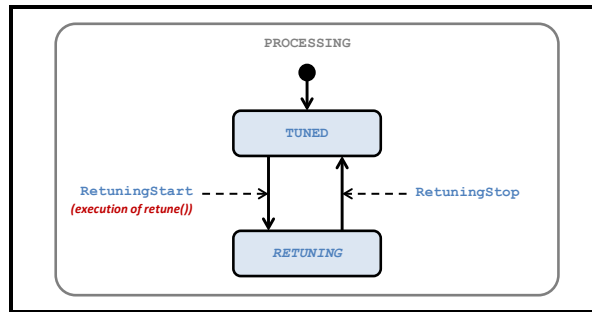 PROCESSING
TUNED
RetuningStart
RetuningStop
(execution of retune())
RETUNING